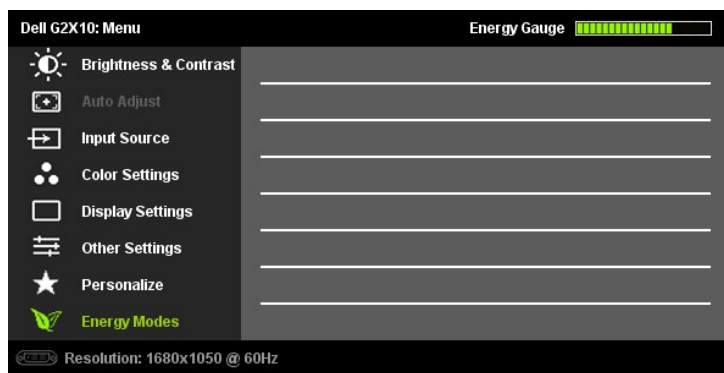 Dell G2X10: Menu Energy Gauge
Brightness & Contrast
Auto Adjust
Input Source
Color Settings
Display Settings
Other Settings
Personalize
Energy Modes
Resolution: 1680x1050 @ 60Hz